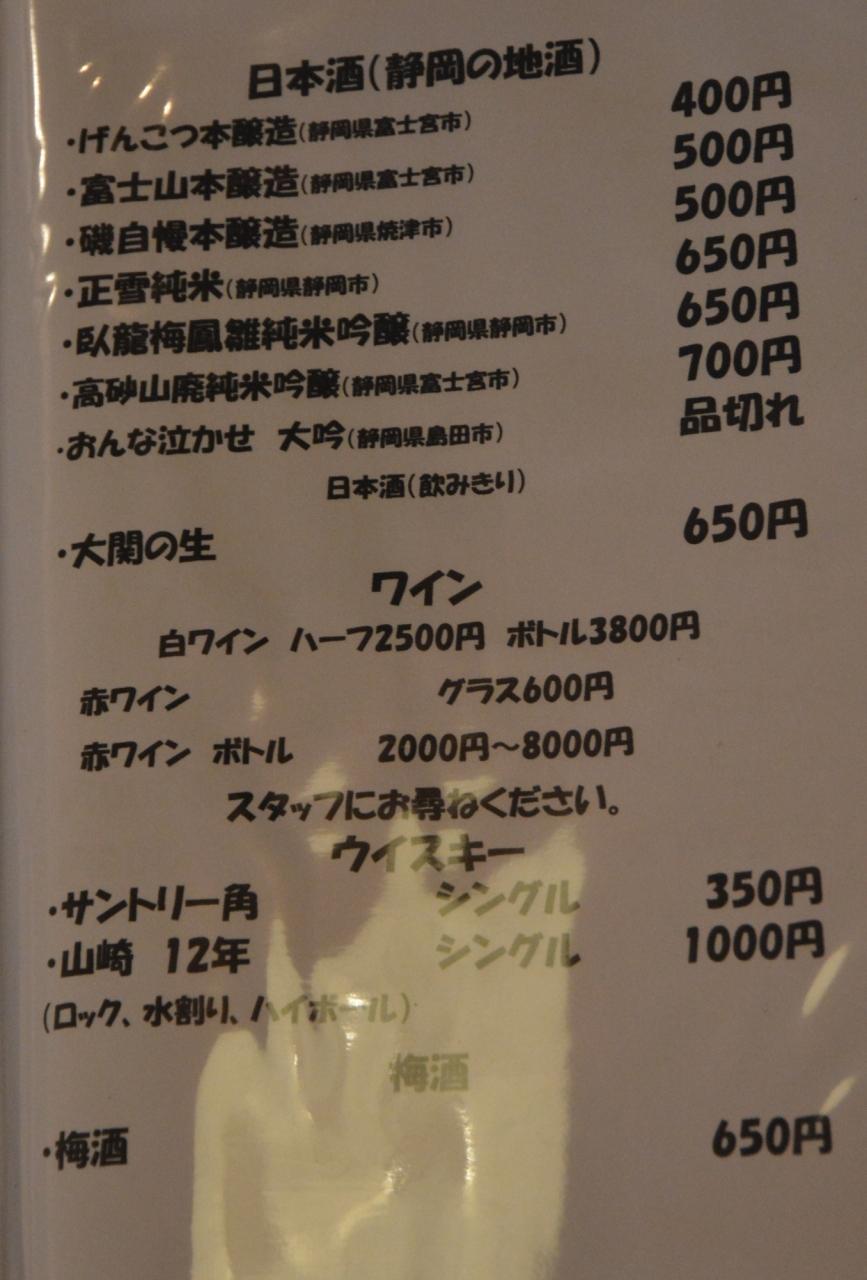 日本酒(静岡の地酒)
・げんこつ本醸造(静岡県富士宮市) 400円
・富士山本醸造(静岡県富士宮市) 500円
・磯自慢本醸造(静岡県焼津市) 500円
・正雪純米(静岡県静岡市) 650円
・臥龍梅鳳雛純米吟醸(静岡県静岡市) 650円
・高砂山廃純米吟醸(静岡県富士宮市) 700円
・おんな泣かせ 大吟(静岡県島田市) 品切れ
日本酒(飲みきり)
・大関の生 650円
ワイン
白ワイン ハーフ2500円 ボトル3800円
赤ワイン グラス600円
赤ワイン ボトル 2000円～8000円
スタッフにお尋ねください。
ウイスキー
・サントリー角 シングル 350円
・山崎 12年 シングル 1000円
(ロック、水割り、ハイボール)
梅酒
・梅酒 650円